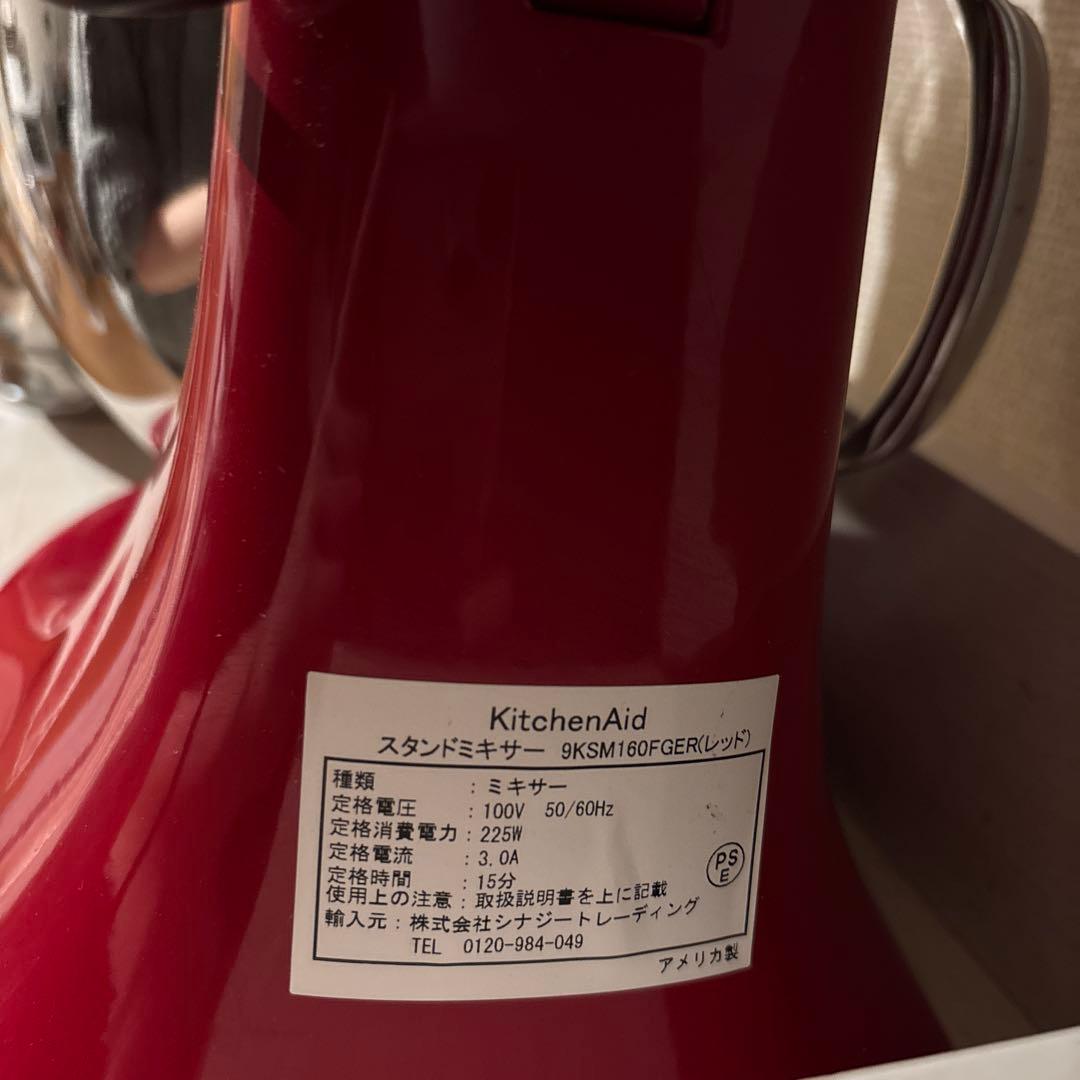 KitchenAid
スタンドミキサー 9KSM160FGER(レッド)
種類 : ミキサー
定格電圧 : 100V 50/60Hz
定格消費電力 : 225W
定格電流 : 3.0A
定格時間 : 15分
使用上の注意 : 取扱説明書を上に記載
輸入元 : 株式会社シナジートレーディング
TEL 0120-984-049
PS
E
アメリカ製